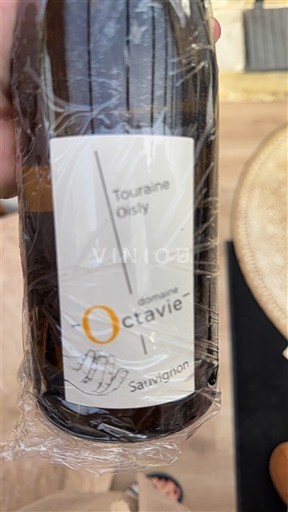 Touraine
Oisly
VINIOU
domaine
-Octavie-
Sauvignon